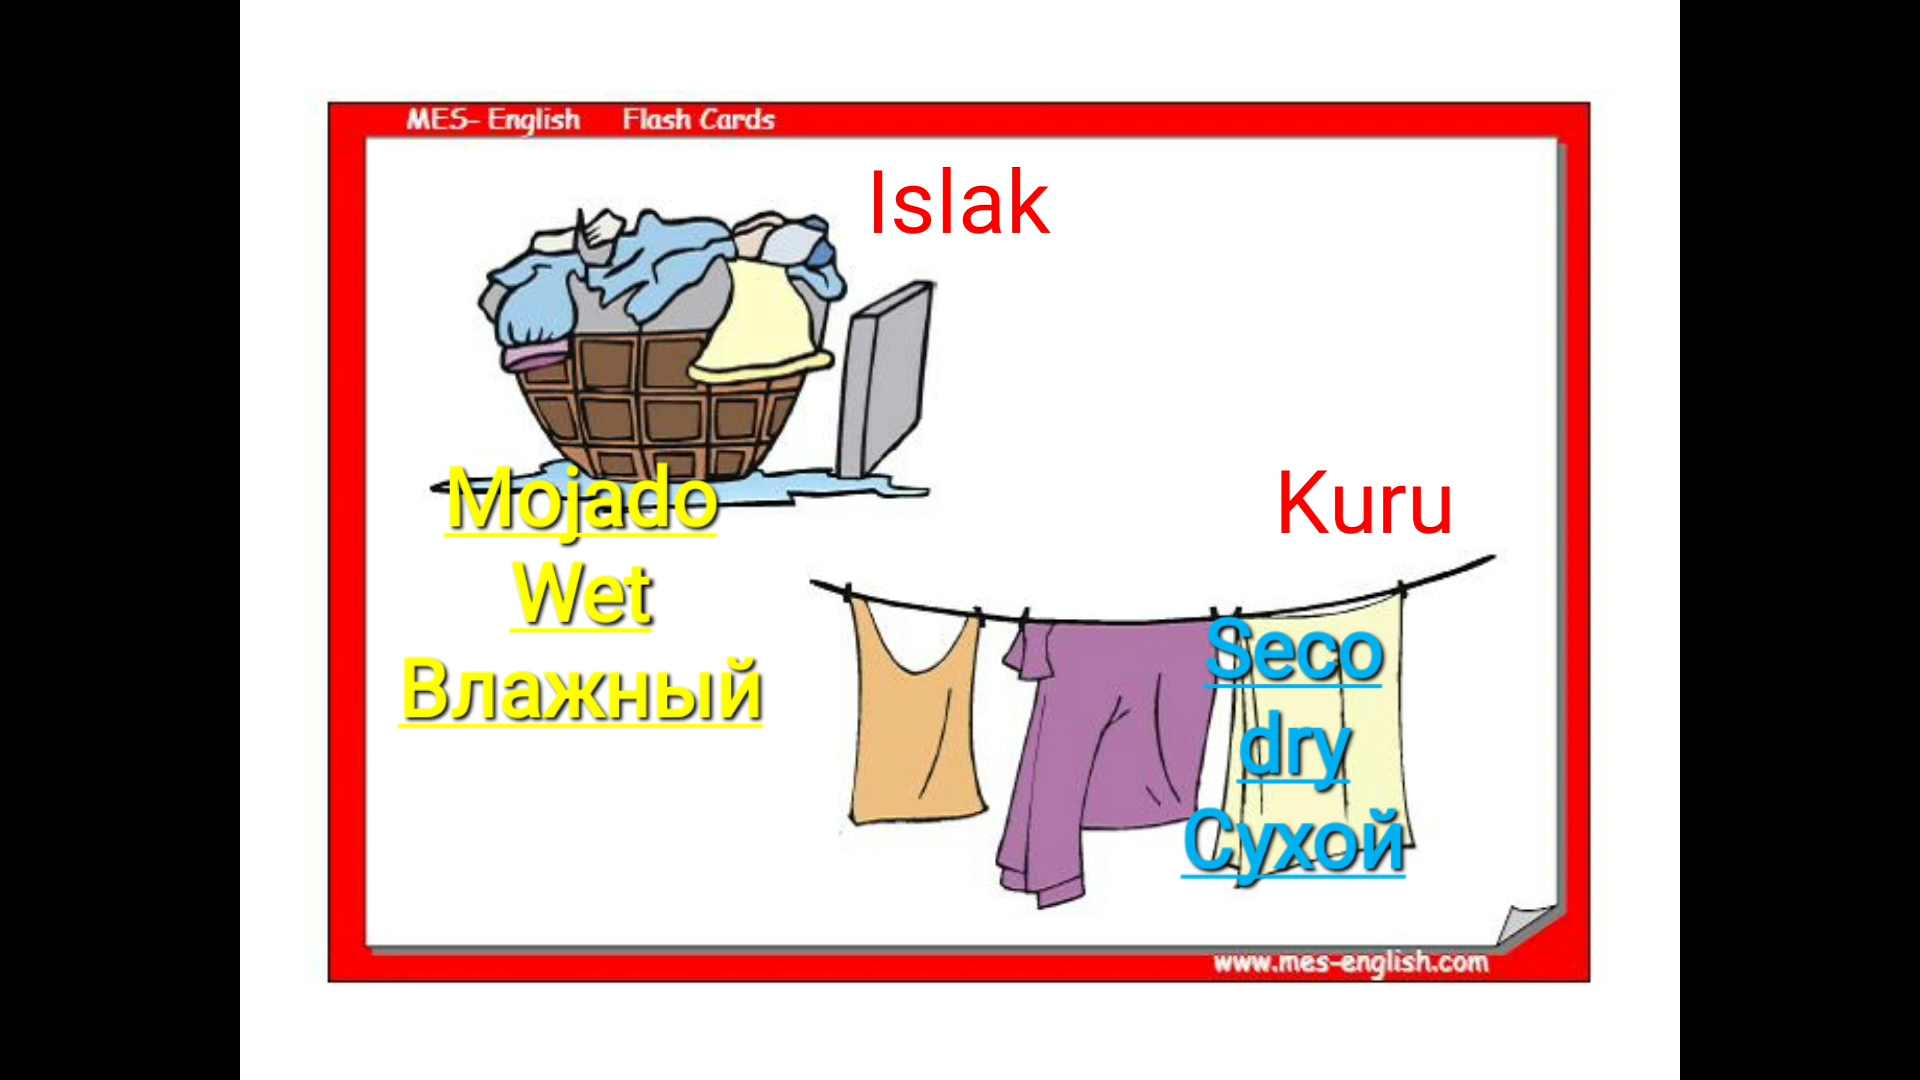 MES- English Flash Cards
Islak
Mojado
Wet
Влажный
Kuru
Seco
dry
Сухой
www.mes-english.com